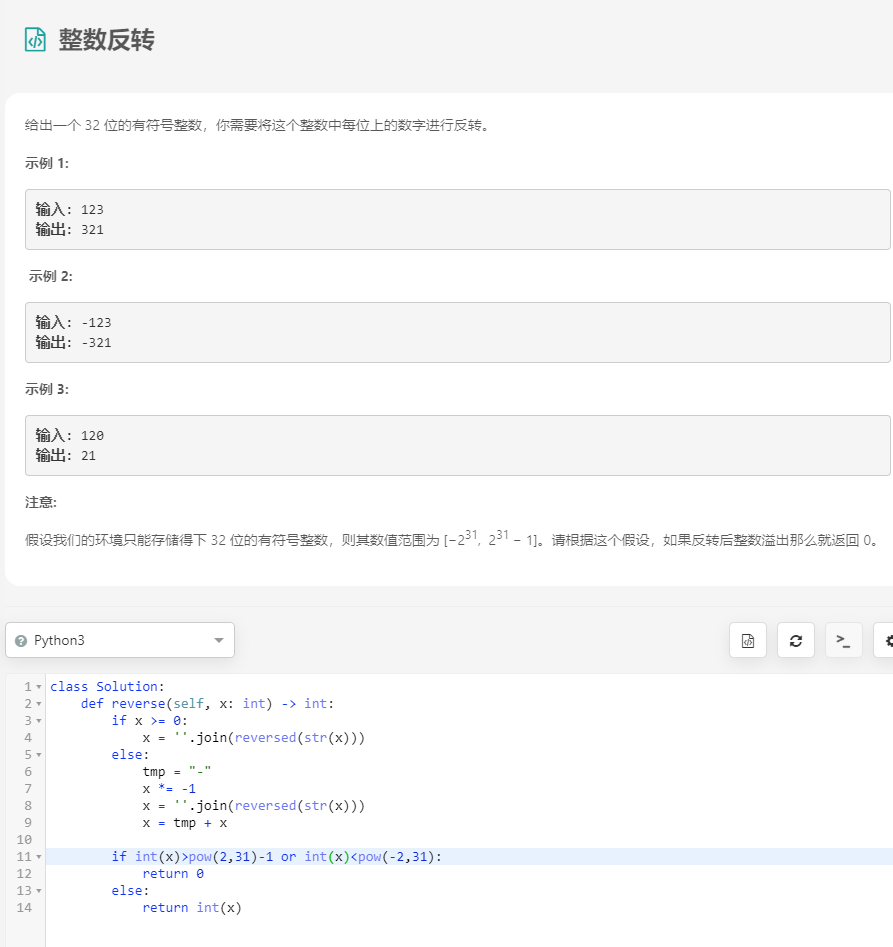 整数反转
给出一个 32 位的有符号整数，你需要将这个整数中每位上的数字进行反转。
示例 1:
输入: 123
输出: 321
示例 2:
输入: -123
输出: -321
示例 3:
输入: 120
输出: 21
注意:
假设我们的环境只能存储得下 32 位的有符号整数，则其数值范围为 [−2³¹, 2³¹ − 1]。请根据这个假设，如果反转后整数溢出那么就返回 0。
Python3
1 class Solution:
2     def reverse(self, x: int) -> int:
3         if x >= 0:
4             x = ''.join(reversed(str(x)))
5         else:
6             tmp = "-"
7             x *= -1
8             x = ''.join(reversed(str(x)))
9             x = tmp + x
10
11         if int(x)>pow(2,31)-1 or int(x)<pow(-2,31):
12             return 0
13         else:
14             return int(x)